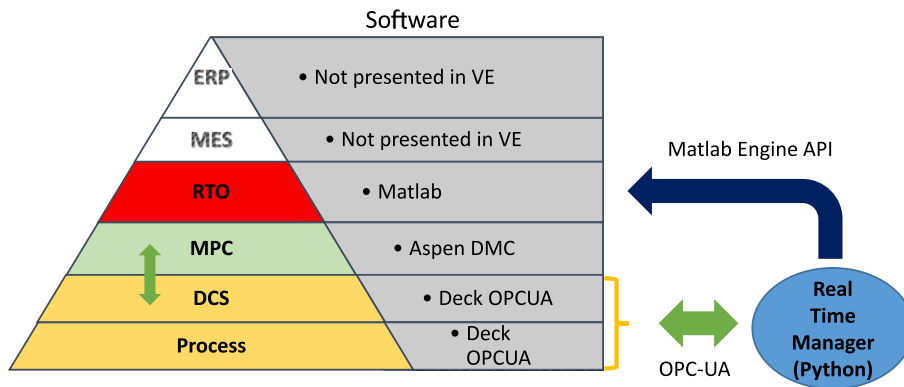 Software
ERP
• Not presented in VE
MES
• Not presented in VE
Matlab Engine API
RTO
• Matlab
MPC
• Aspen DMC
DCS
• Deck OPCUA
Process
• Deck
OPCUA
OPC-UA
Real
Time
Manager
(Python)